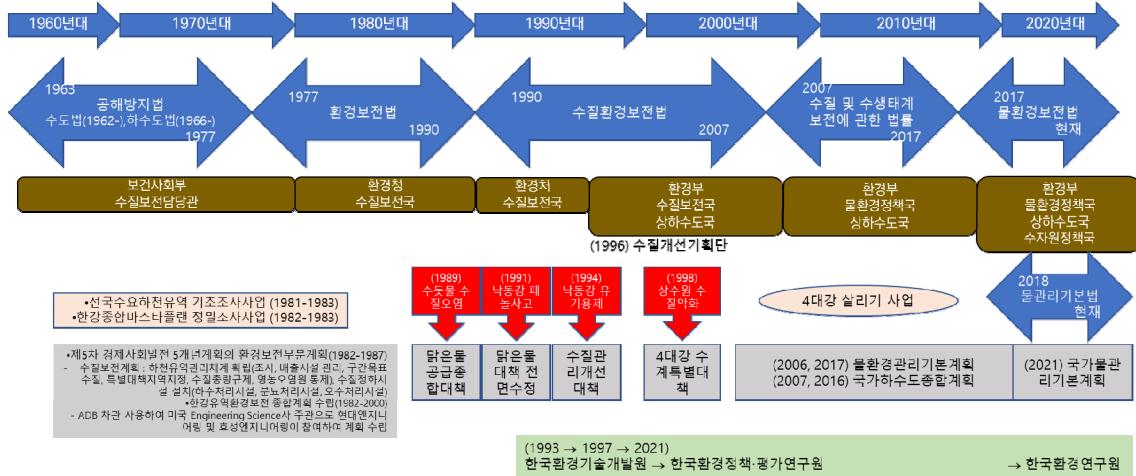 1960년대
1970년대
1980년대
1990년대
2000년대
2010년대
2020년대
1963
공해방지법
수도법(1962-),하수도법(1966-)
1977
1977
환경보전법
1990
1990
수질환경보전법
2007
2007
수질 및 수생태계
보전에 관한 법률
2017
2017
물환경보전법
현재
보건사회부
수질보전담당관
환경청
수질보전국
환경처
수질보전국
환경부
수질보전국
상하수도국
환경부
물환경정책국
상하수도국
환경부
물환경정책국
상하수도국
수자원정책국
(1996) 수질개선기획단
2018
물관리기본법
현재
•전국수요하천유역 기초조사사업 (1981-1983)
•한강종합마스타플랜 정밀조사사업 (1982-1983)
(1989)
수돗물 수
질오염
(1991)
낙동강 페
놀사고
(1994)
낙동강 유
기용제
(1998)
상수원 수
질악화
4대강 살리기 사업
•제5차 경제사회발전 5개년계획의 환경보전부문계획(1982-1987)
- 수질보전계획 : 하천유역관리체계 확립(조사, 배출시설 관리, 구간목표
수질, 특별대책지역지정, 수질총량규제, 영농오염원 통제), 수질정화시
설 설치(하수처리시설, 분뇨처리시설, 오수처리시설)
•한강유역환경보전 종합계획 수립(1982-2000)
- ADB 차관 사용하여 미국 Engineering Science사 주관으로 현대엔지니
어링 및 효성엔지니어링이 참여하여 계획 수립
맑은물
공급종
합대책
맑은물
대책 전
면수정
수질관
리개선
대책
4대강 수
계특별대
책
(2006, 2017) 물환경관리기본계획
(2007, 2016) 국가하수도종합계획
(2021) 국가물관
리기본계획
(1993 → 1997 → 2021)
한국환경기술개발원 → 한국환경정책·평가연구원 → 한국환경연구원